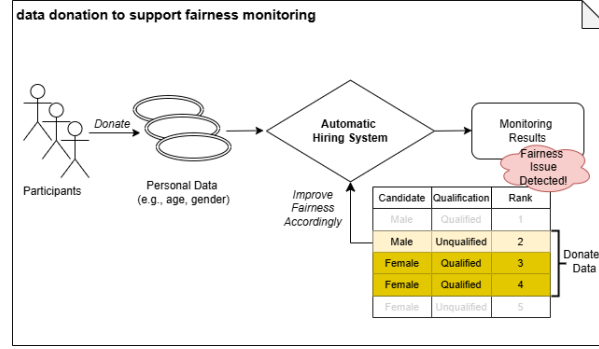 data donation to support fairness monitoring
Donate
Participants
Personal Data
(e.g., age, gender)
Automatic
Hiring System
Monitoring
Results
Fairness
Issue
Detected!
Improve
Fairness
Accordingly
Candidate Qualification Rank
Male Qualified 1
Male Unqualified 2
Female Qualified 3
Female Qualified 4
Female Unqualified 5
Donate
Data